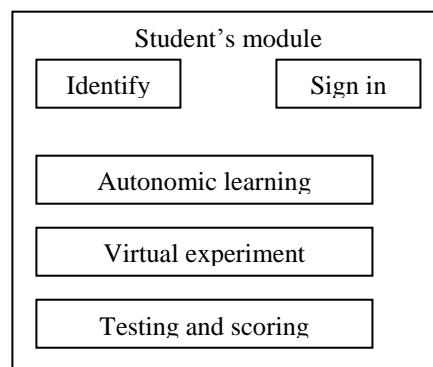 Student’s module
Identify
Sign in
Autonomic learning
Virtual experiment
Testing and scoring